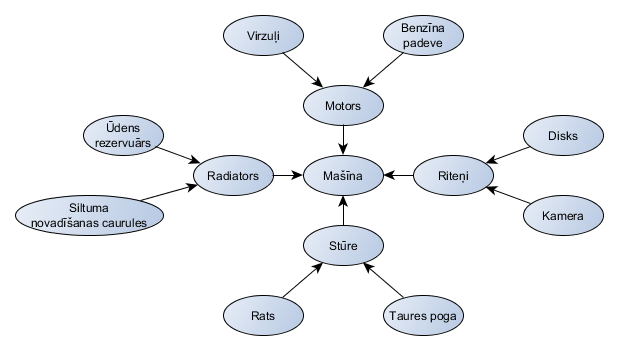 Virzuļi
Benzīna
padeve
Motors
Ūdens
rezervuārs
Disks
Radiators
Mašīna
Riteņi
Siltuma
novadīšanas caurules
Kamera
Stūre
Rats
Taures poga